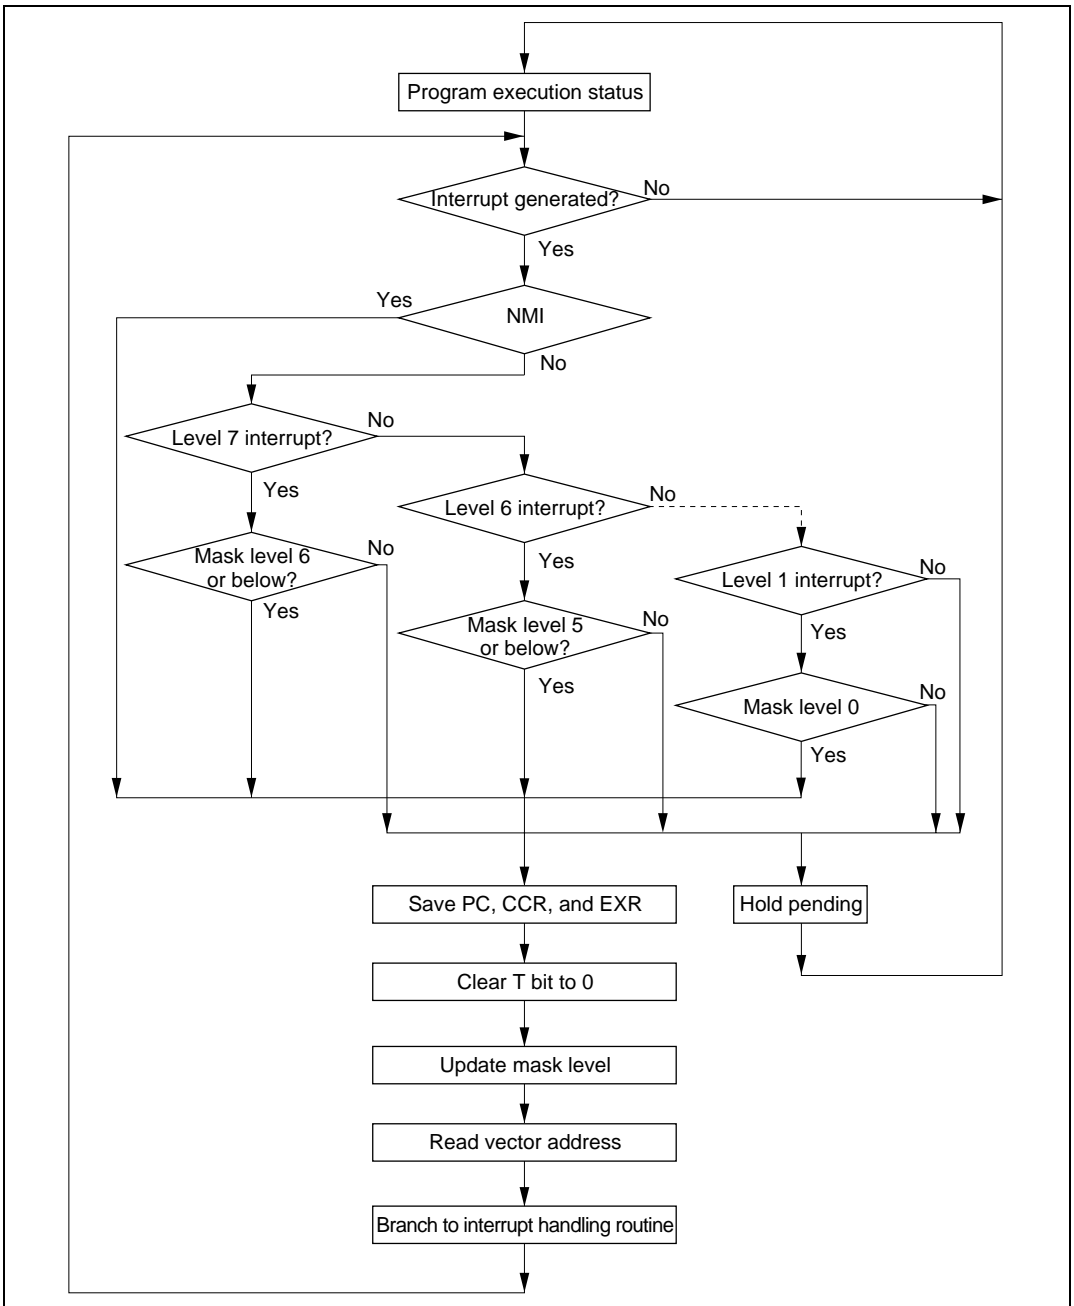 Program execution status
Interrupt generated?
No
Yes
Yes
NMI
No
Level 7 interrupt?
No
Yes
Level 6 interrupt?
No
Mask level 6
or below?
No
Yes
Level 1 interrupt?
No
Yes
Mask level 5
or below?
No
Yes
Yes
Mask level 0
No
Yes
Save PC, CCR, and EXR
Hold pending
Clear T bit to 0
Update mask level
Read vector address
Branch to interrupt handling routine